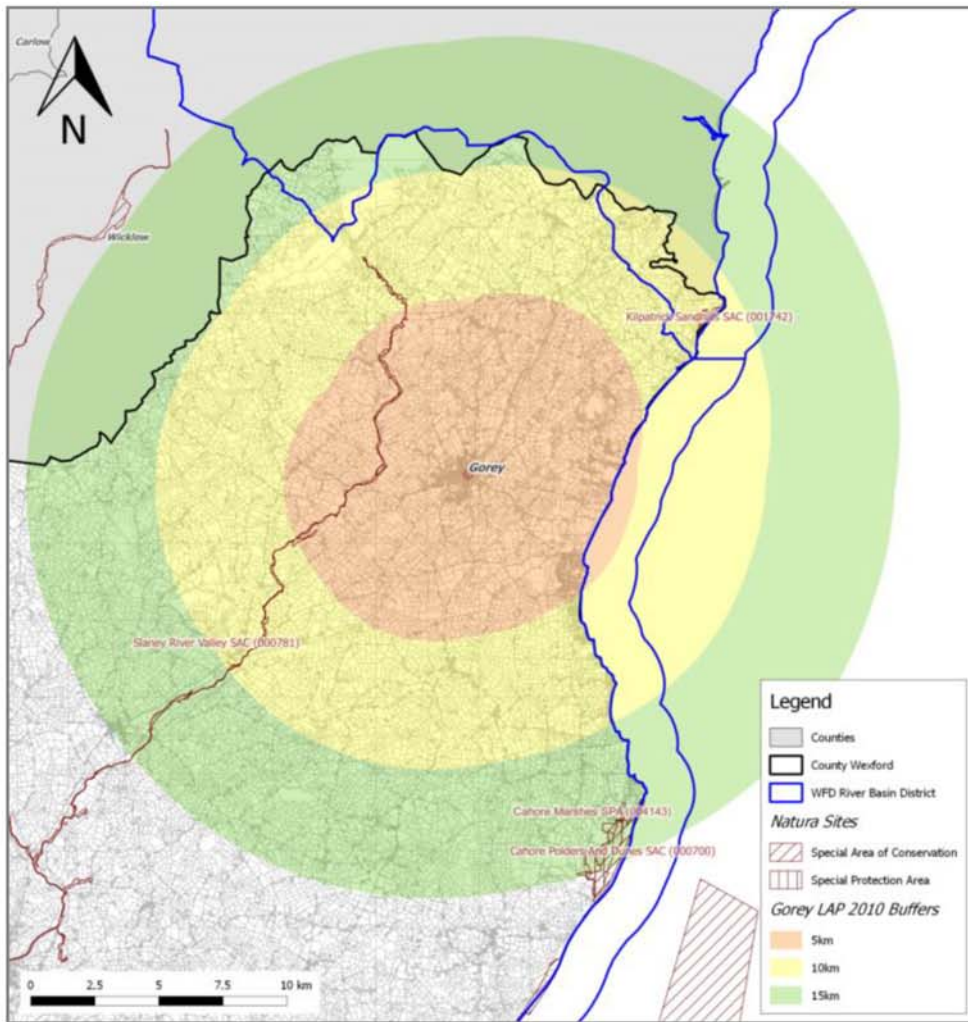 Carlow
N
Wicklow
Kilpatrick Sandhills SAC (001742)
Gorey
Slaney River Valley SAC (000781)
Cahore Marshes SPA (004143)
Cahore Polders And Dunes SAC (000700)
Legend
Counties
County Wexford
WFD River Basin District
Natura Sites
Special Area of Conservation
Special Protection Area
Gorey LAP 2010 Buffers
5km
10km
15km
0 2.5 5 7.5 10 km